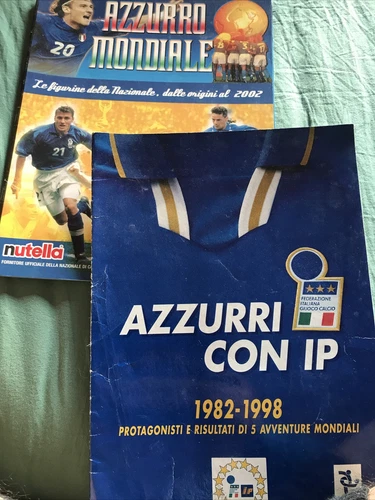 20
AZZURRO
MONDIALE
Le figurine della Nazionale, dalle origini al 2002
21
nutella
FORNITORE UFFICIALE DELLA NAZIONALE DI C
FEDERAZIONE
ITALIANA
GIUOCO CALCIO
AZZURRI
CON IP
1982-1998
PROTAGONISTI E RISULTATI DI 5 AVVENTURE MONDIALI
IP